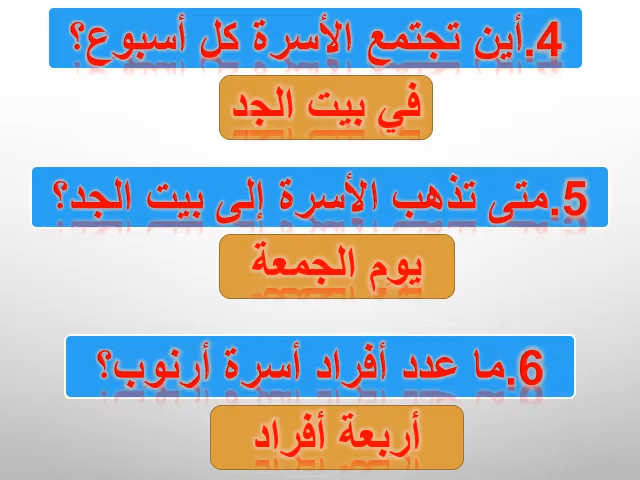 4.أين تجتمع الأسرة كل أسبوع؟
في بيت الجد
5.متى تذهب الأسرة إلى بيت الجد؟
يوم الجمعة
6.ما عدد أفراد أسرة أرنوب؟
أربعة أفراد